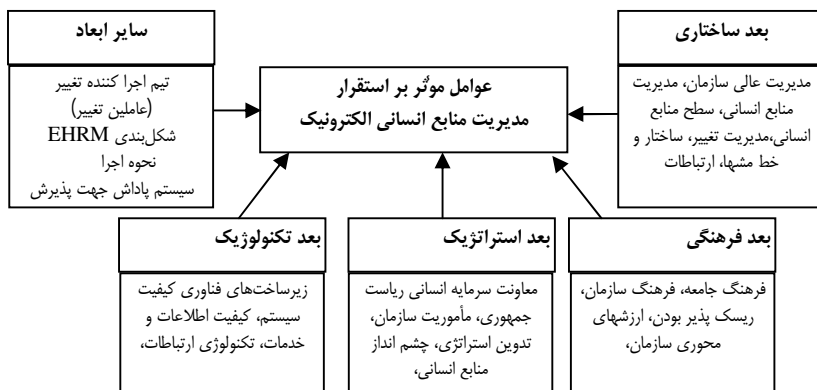 بعد ساختاری
مدیریت عالی سازمان، مدیریت
منابع انسانی، سطح منابع
انسانی،مدیریت تغییر، ساختار و
خط مشها، ارتباطات
عوامل مؤثر بر استقرار
مدیریت منابع انسانی الکترونیک
سایر ابعاد
تیم اجرا کننده تغییر
(عاملین تغییر)
شکل‌بندی EHRM
نحوه اجرا
سیستم پاداش جهت پذیرش
بعد فرهنگی
فرهنگ جامعه، فرهنگ سازمان،
ریسک پذیر بودن، ارزشهای
محوری سازمان،
بعد استراتژیک
معاونت سرمایه انسانی ریاست
جمهوری، مأموریت سازمان،
تدوین استراتژی، چشم انداز
منابع انسانی،
بعد تکنولوژیک
زیرساخت‌های فناوری کیفیت
سیستم، کیفیت اطلاعات و
خدمات، تکنولوژی ارتباطات،